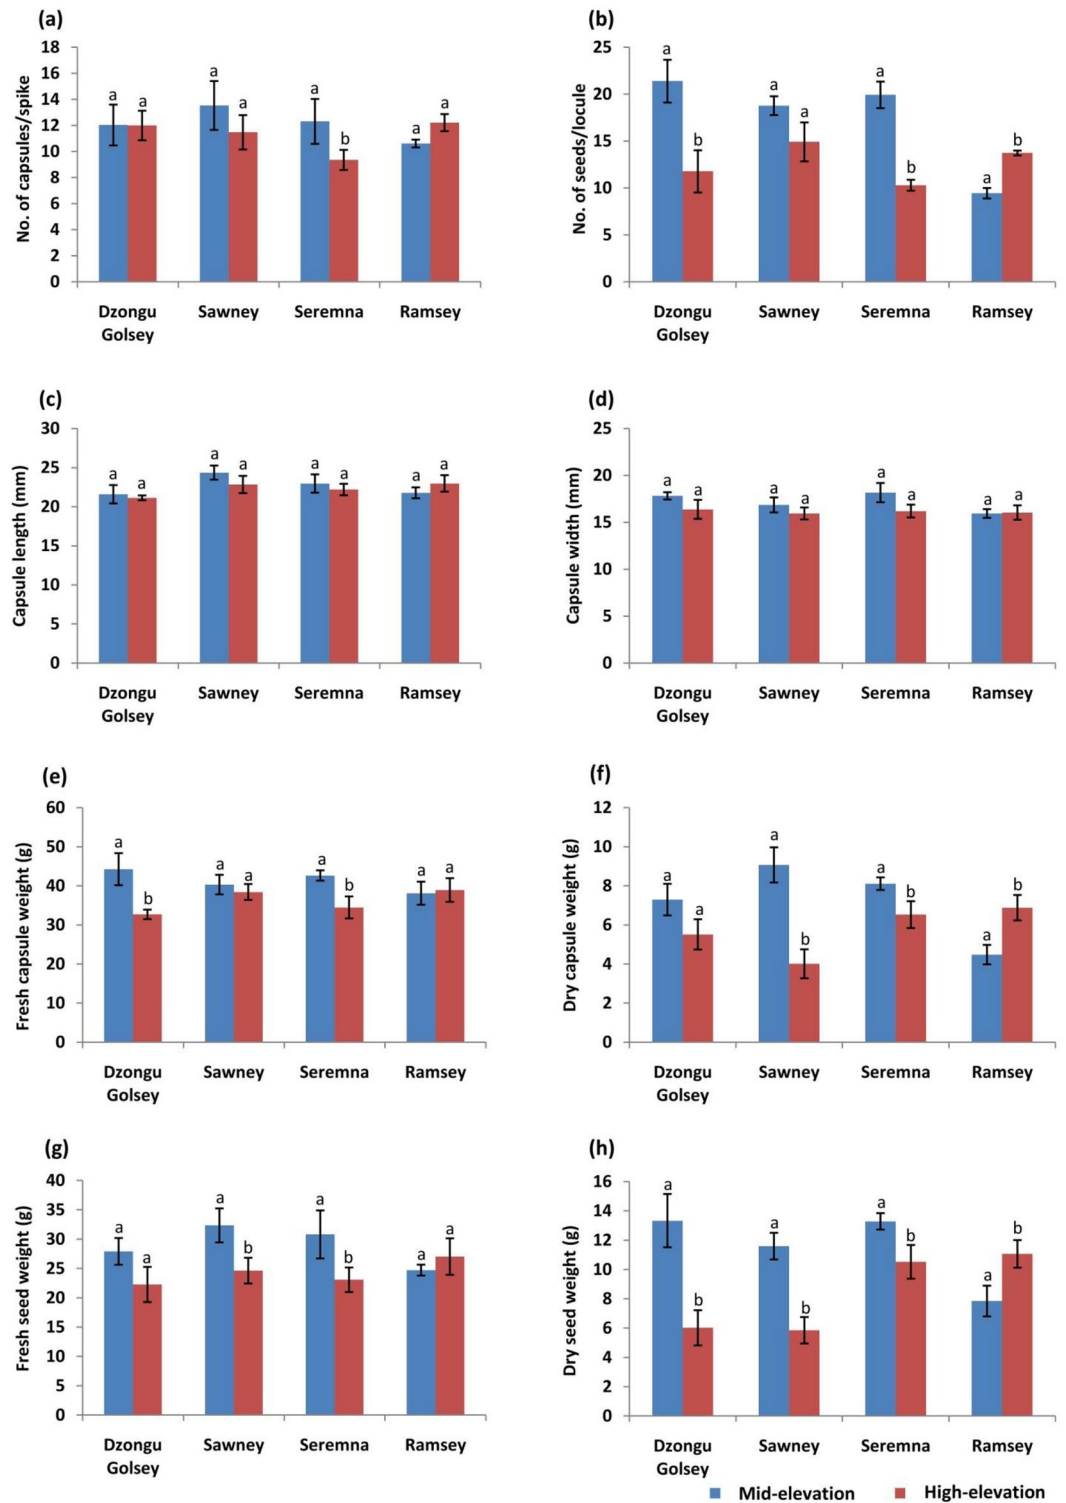 (a)
No. of capsules/spike
18
16
14
12
10
8
6
4
2
0
a
a
a
a
a
b
a
a
Dzongu
Golsey
Sawney
Seremna
Ramsey
(b)
No. of seeds/locule
25
20
15
10
5
0
a
b
a
a
a
b
a
b
Dzongu
Golsey
Sawney
Seremna
Ramsey
(c)
Capsule length (mm)
30
25
20
15
10
5
0
a
a
a
a
a
a
a
a
Dzongu
Golsey
Sawney
Seremna
Ramsey
(d)
Capsule width (mm)
25
20
15
10
5
0
a
a
a
a
a
a
a
a
Dzongu
Golsey
Sawney
Seremna
Ramsey
(e)
Fresh capsule weight (g)
60
50
40
30
20
10
0
a
b
a
a
a
b
a
a
Dzongu
Golsey
Sawney
Seremna
Ramsey
(f)
Dry capsule weight (g)
12
10
8
6
4
2
0
a
a
a
b
a
b
a
b
Dzongu
Golsey
Sawney
Seremna
Ramsey
(g)
Fresh seed weight (g)
40
35
30
25
20
15
10
5
0
a
a
a
b
a
b
a
a
Dzongu
Golsey
Sawney
Seremna
Ramsey
(h)
Dry seed weight (g)
16
14
12
10
8
6
4
2
0
a
b
a
b
a
b
a
b
Dzongu
Golsey
Sawney
Seremna
Ramsey
Mid-elevation
High-elevation